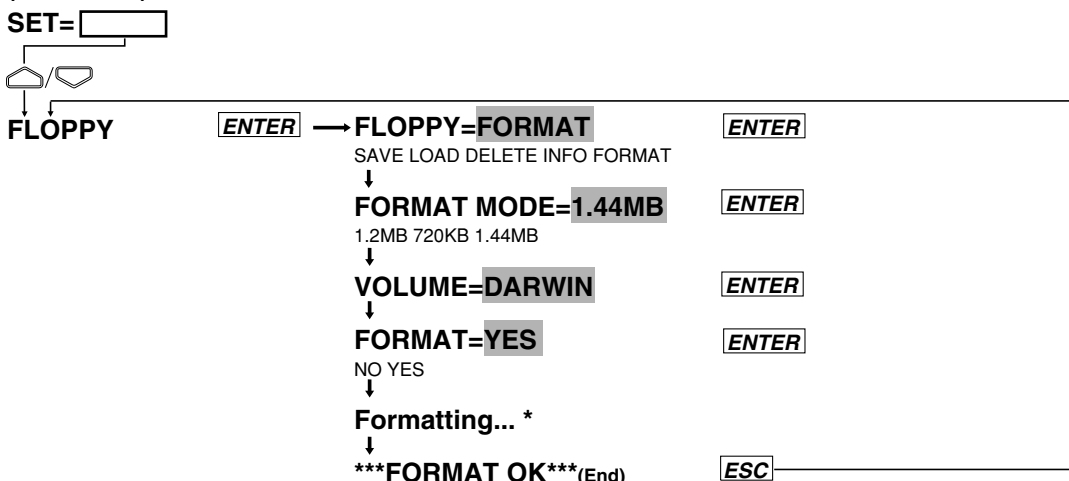 SET=
/
FLOPPY ENTER FLOPPY=FORMAT ENTER
SAVE LOAD DELETE INFO FORMAT
FORMAT MODE=1.44MB ENTER
1.2MB 720KB 1.44MB
VOLUME=DARWIN ENTER
FORMAT=YES ENTER
NO YES
Formatting... *
***FORMAT OK***(End) ESC